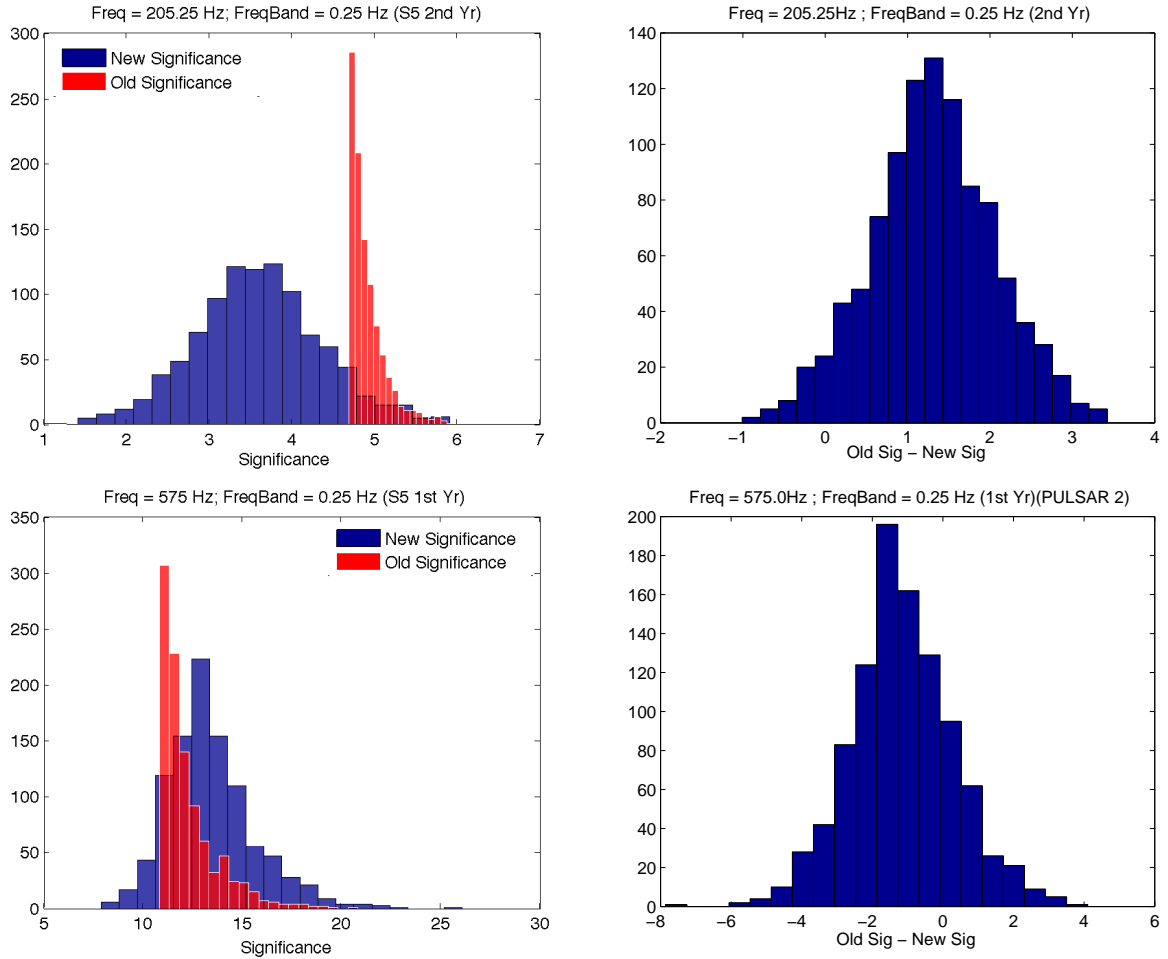 Freq = 205.25 Hz; FreqBand = 0.25 Hz (S5 2nd Yr)
300
250
200
150
100
50
0
New Significance
Old Significance
1 2 3 4 5 6 7
Significance
Freq = 205.25Hz ; FreqBand = 0.25 Hz (2nd Yr)
140
120
100
80
60
40
20
0
−2 −1 0 1 2 3 4
Old Sig − New Sig
Freq = 575 Hz; FreqBand = 0.25 Hz (S5 1st Yr)
350
300
250
200
150
100
50
0
New Significance
Old Significance
5 10 15 20 25 30
Significance
Freq = 575.0Hz ; FreqBand = 0.25 Hz (1st Yr)(PULSAR 2)
200
180
160
140
120
100
80
60
40
20
0
−8 −6 −4 −2 0 2 4 6
Old Sig − New Sig